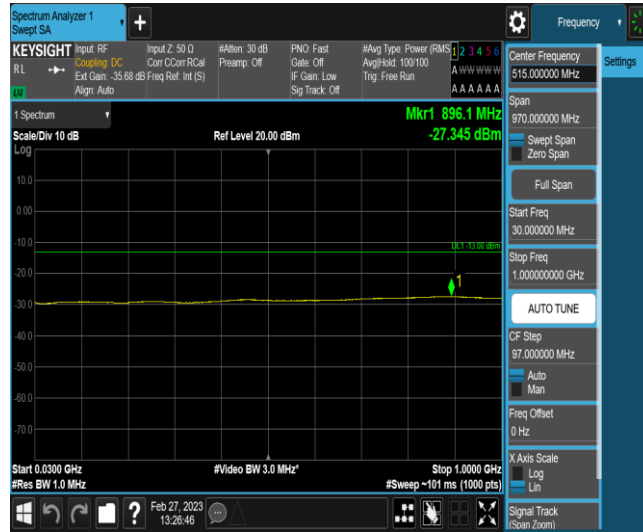 Spectrum Analyzer 1
Swept SA
+
Frequency
KEYSIGHT
RL
LXI
Input: RF
Coupling: DC
Ext Gain: -35.68 dB
Align: Auto
Input Z: 50 Ω
Corr CCorr RCal
Freq Ref: Int (S)
#Atten: 30 dB
Preamp: Off
PNO: Fast
Gate: Off
IF Gain: Low
Sig Track: Off
#Avg Type: Power (RMS
Avg|Hold: 100/100
Trig: Free Run
1 2 3 4 5 6
A W W W W W
A A A A A A
1 Spectrum
Scale/Div 10 dB
Log
Ref Level 20.00 dBm
Mkr1 896.1 MHz
-27.345 dBm
10.0
0.00
-10.0
-20.0
-30.0
-40.0
-50.0
-60.0
-70.0
DL1 -13.00 dBm
1
Start 0.0300 GHz
#Res BW 1.0 MHz
#Video BW 3.0 MHz*
Stop 1.0000 GHz
#Sweep ~101 ms (1000 pts)
Feb 27, 2023
13:26:46
?
Center Frequency
515.000000 MHz
Span
970.000000 MHz
Swept Span
Zero Span
Full Span
Start Freq
30.000000 MHz
Stop Freq
1.000000000 GHz
AUTO TUNE
CF Step
97.000000 MHz
Auto
Man
Freq Offset
0 Hz
X Axis Scale
Log
Lin
Signal Track
(Span Zoom)
Settings